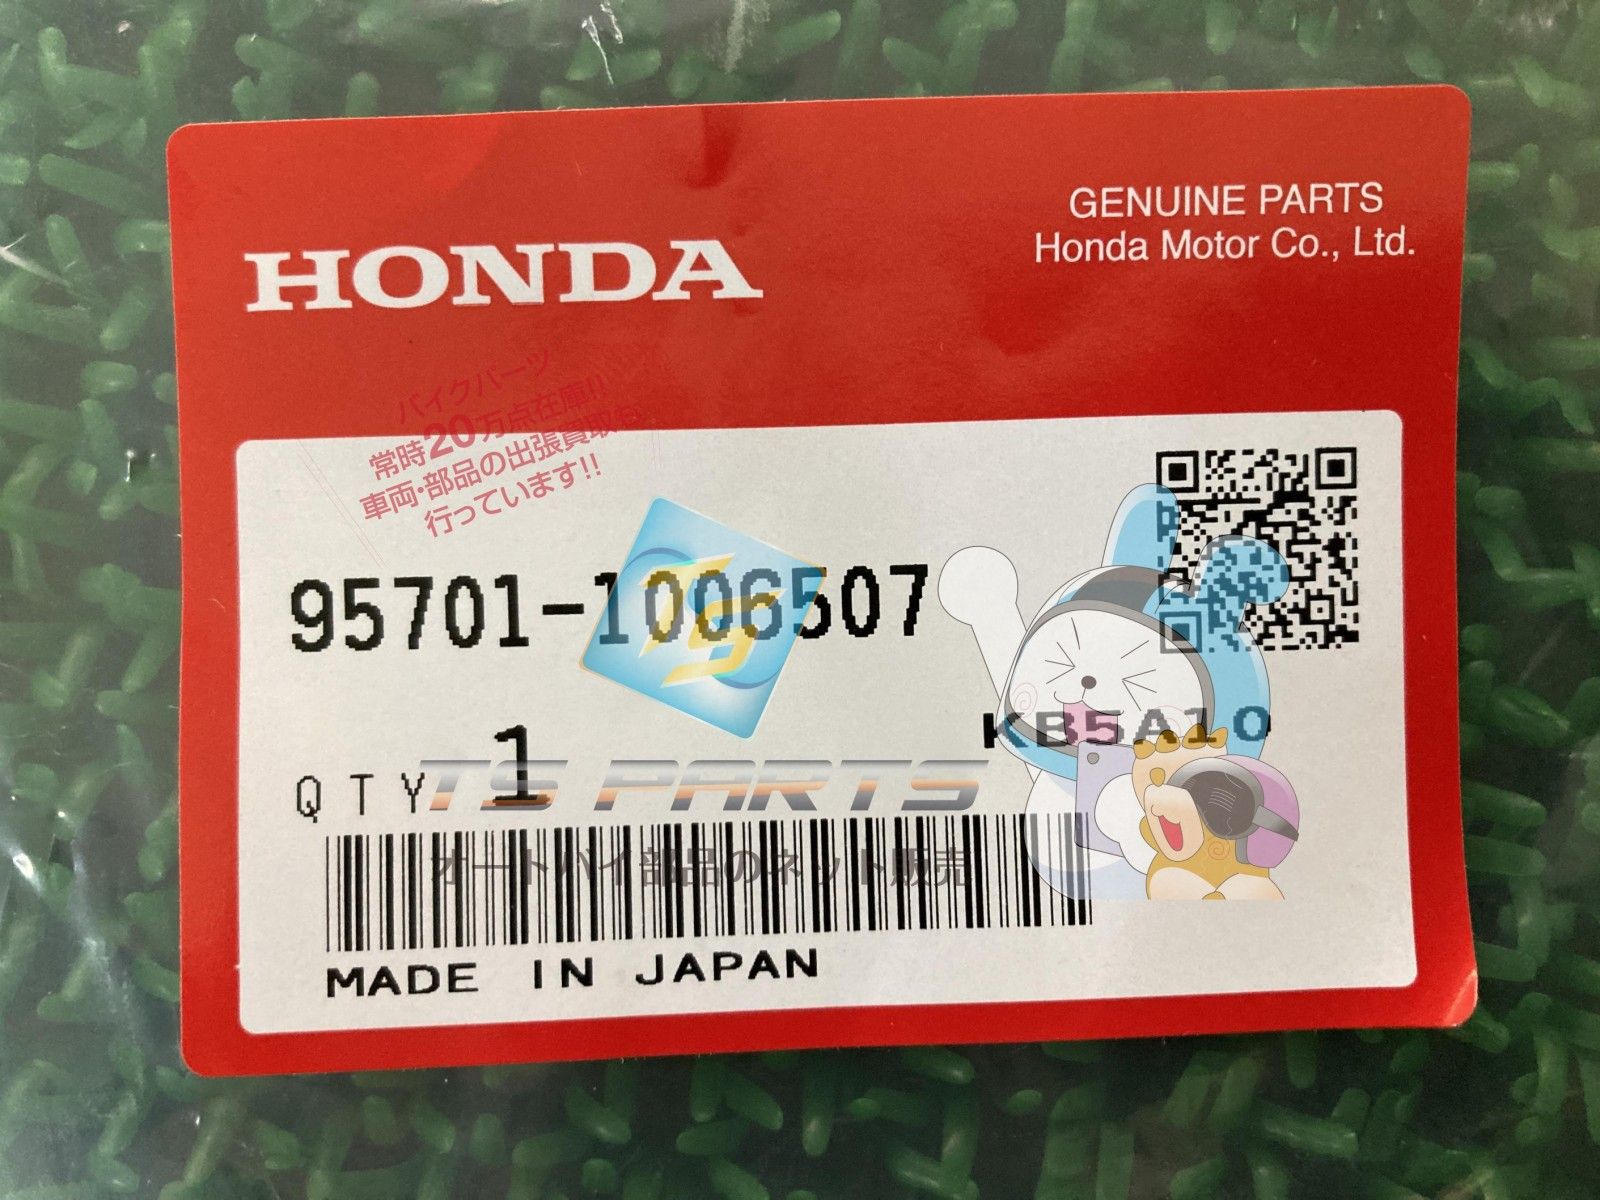 GENUINE PARTS
HONDA
Honda Motor Co., Ltd.
バイクパーツ
常時20万点在庫!!
車両・部品の出張買取も
行っています!!
95701-1006507
TS
KB5A10
QTY 1
TS PARTS
オートバイ部品のネット販売
MADE IN JAPAN